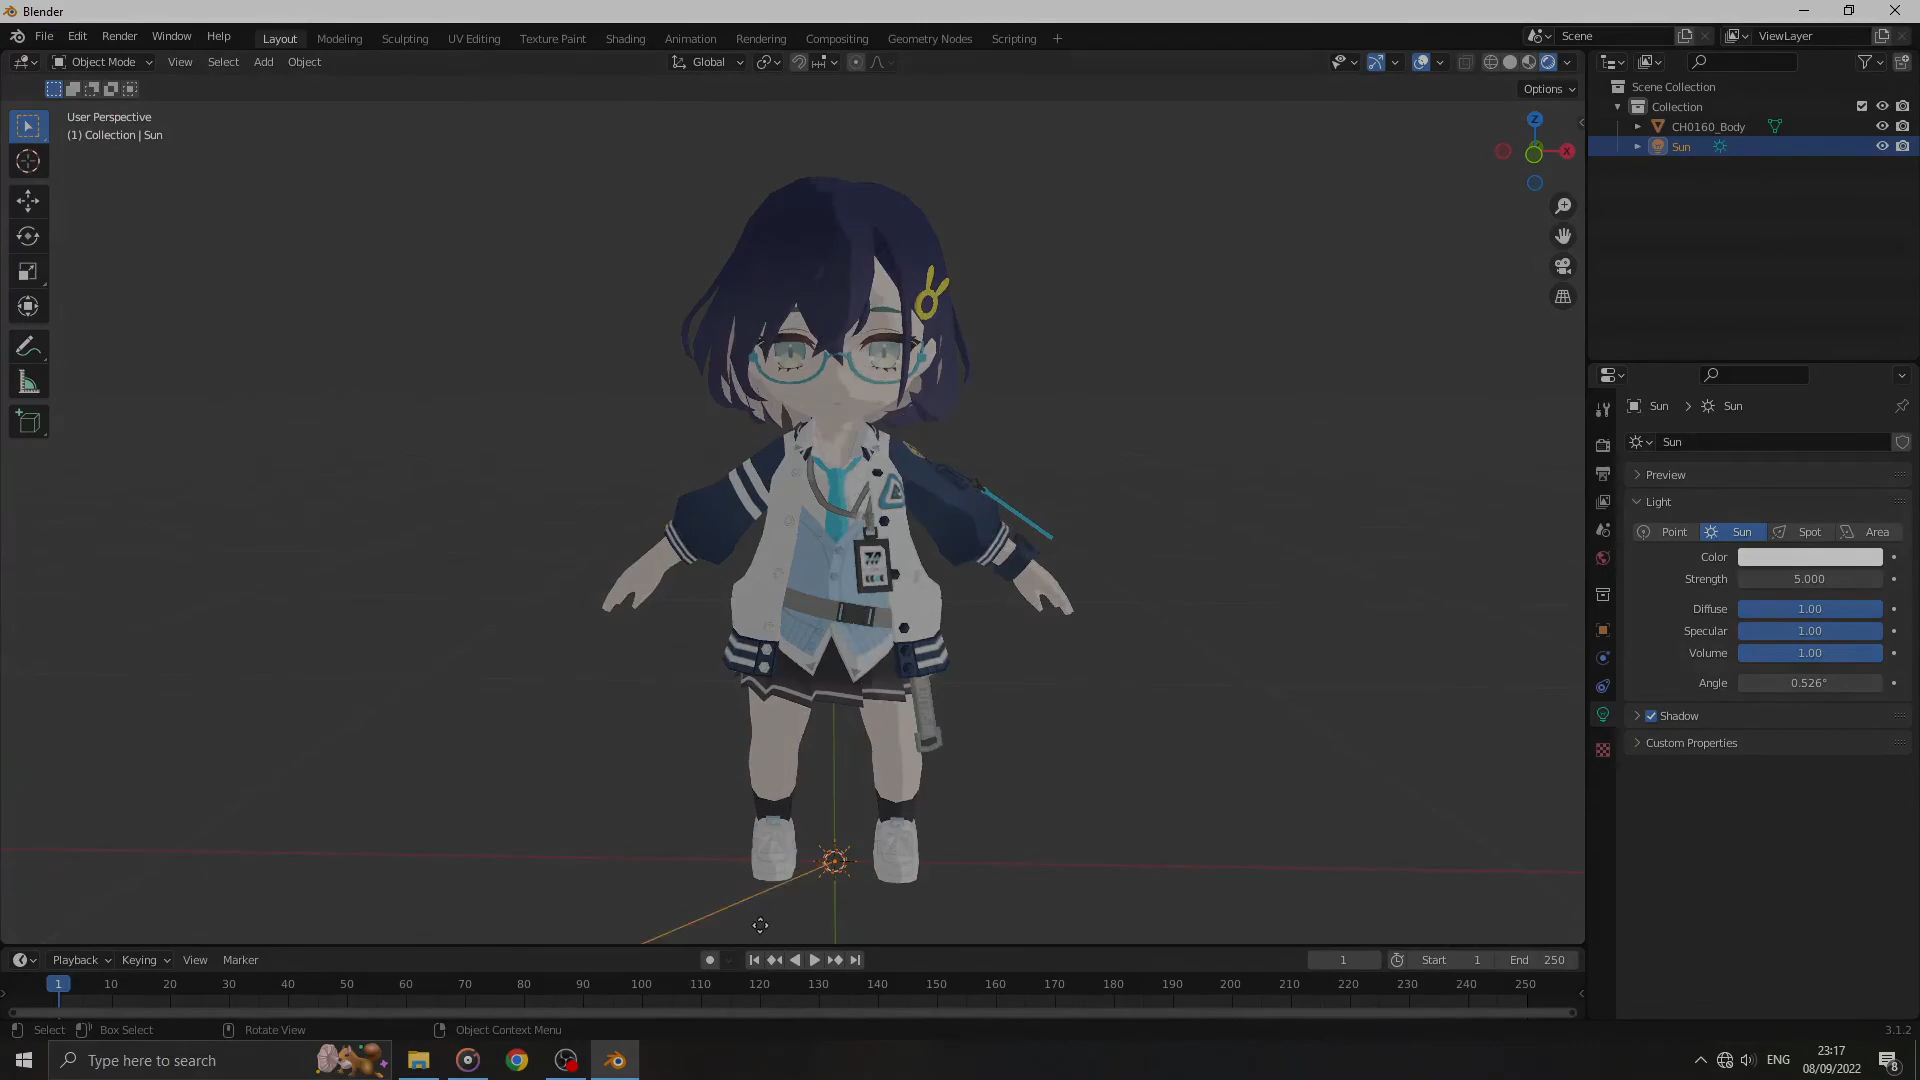 Blender
File Edit Render Window Help Layout Modeling Sculpting UV Editing Texture Paint Shading Animation Rendering Compositing Geometry Nodes Scripting Scene ViewLayer
Object Mode View Select Add Object Global
Options
User Perspective
(1) Collection | Sun
Z
X
Scene Collection
Collection
CH0160_Body
Sun
Sun Sun
Sun
Preview
Light
Point Sun Spot Area
Color
Strength 5.000
Diffuse 1.00
Specular 1.00
Volume 1.00
Angle 0.526°
Shadow
Custom Properties
Playback Keying View Marker 1 Start 1 End 250
1 10 20 30 40 50 60 70 80 90 100 110 120 130 140 150 160 170 180 190 200 210 220 230 240 250
Select Box Select Rotate View Object Context Menu 3.1.2
Type here to search ENG 23:17
08/09/2022 8